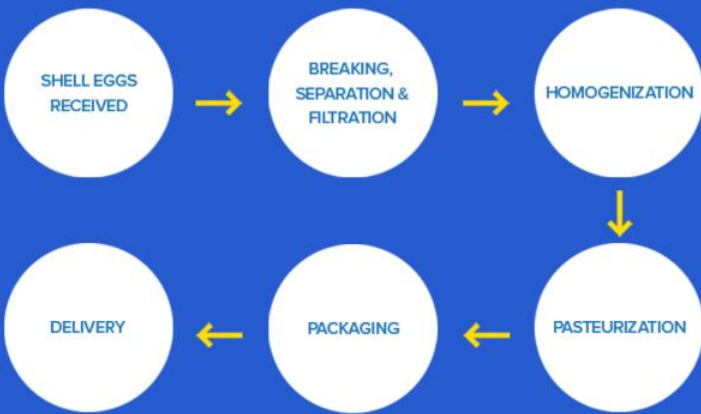 SHELL EGGS
RECEIVED
BREAKING,
SEPARATION &
FILTRATION
HOMOGENIZATION
PASTEURIZATION
PACKAGING
DELIVERY